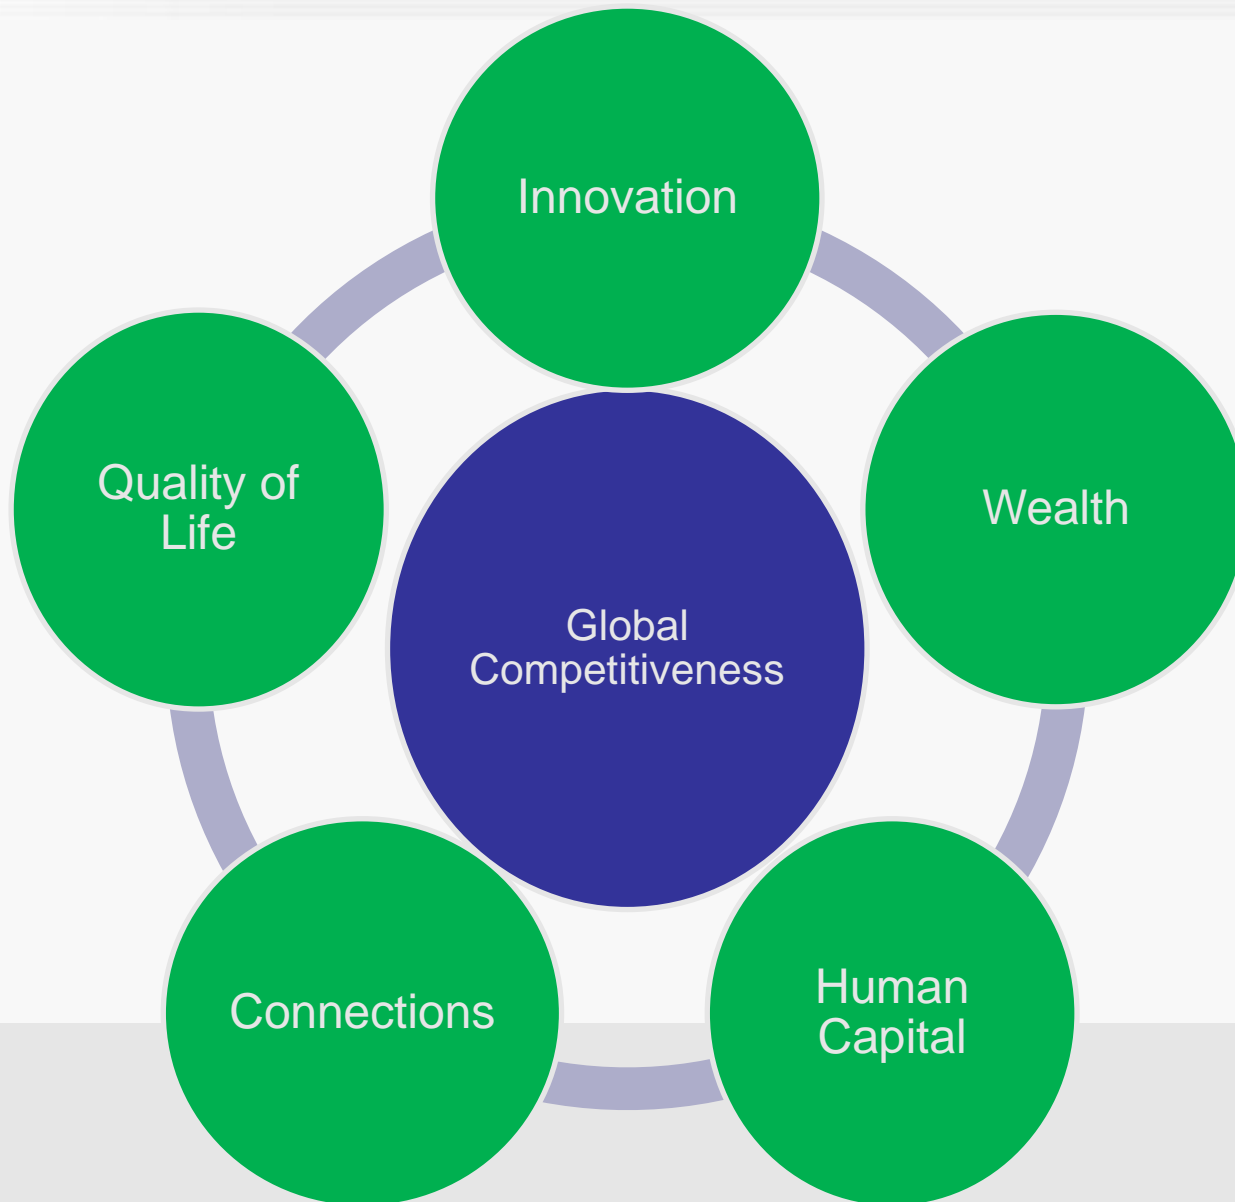 Innovation
Quality of
Life
Wealth
Global
Competitiveness
Connections
Human
Capital